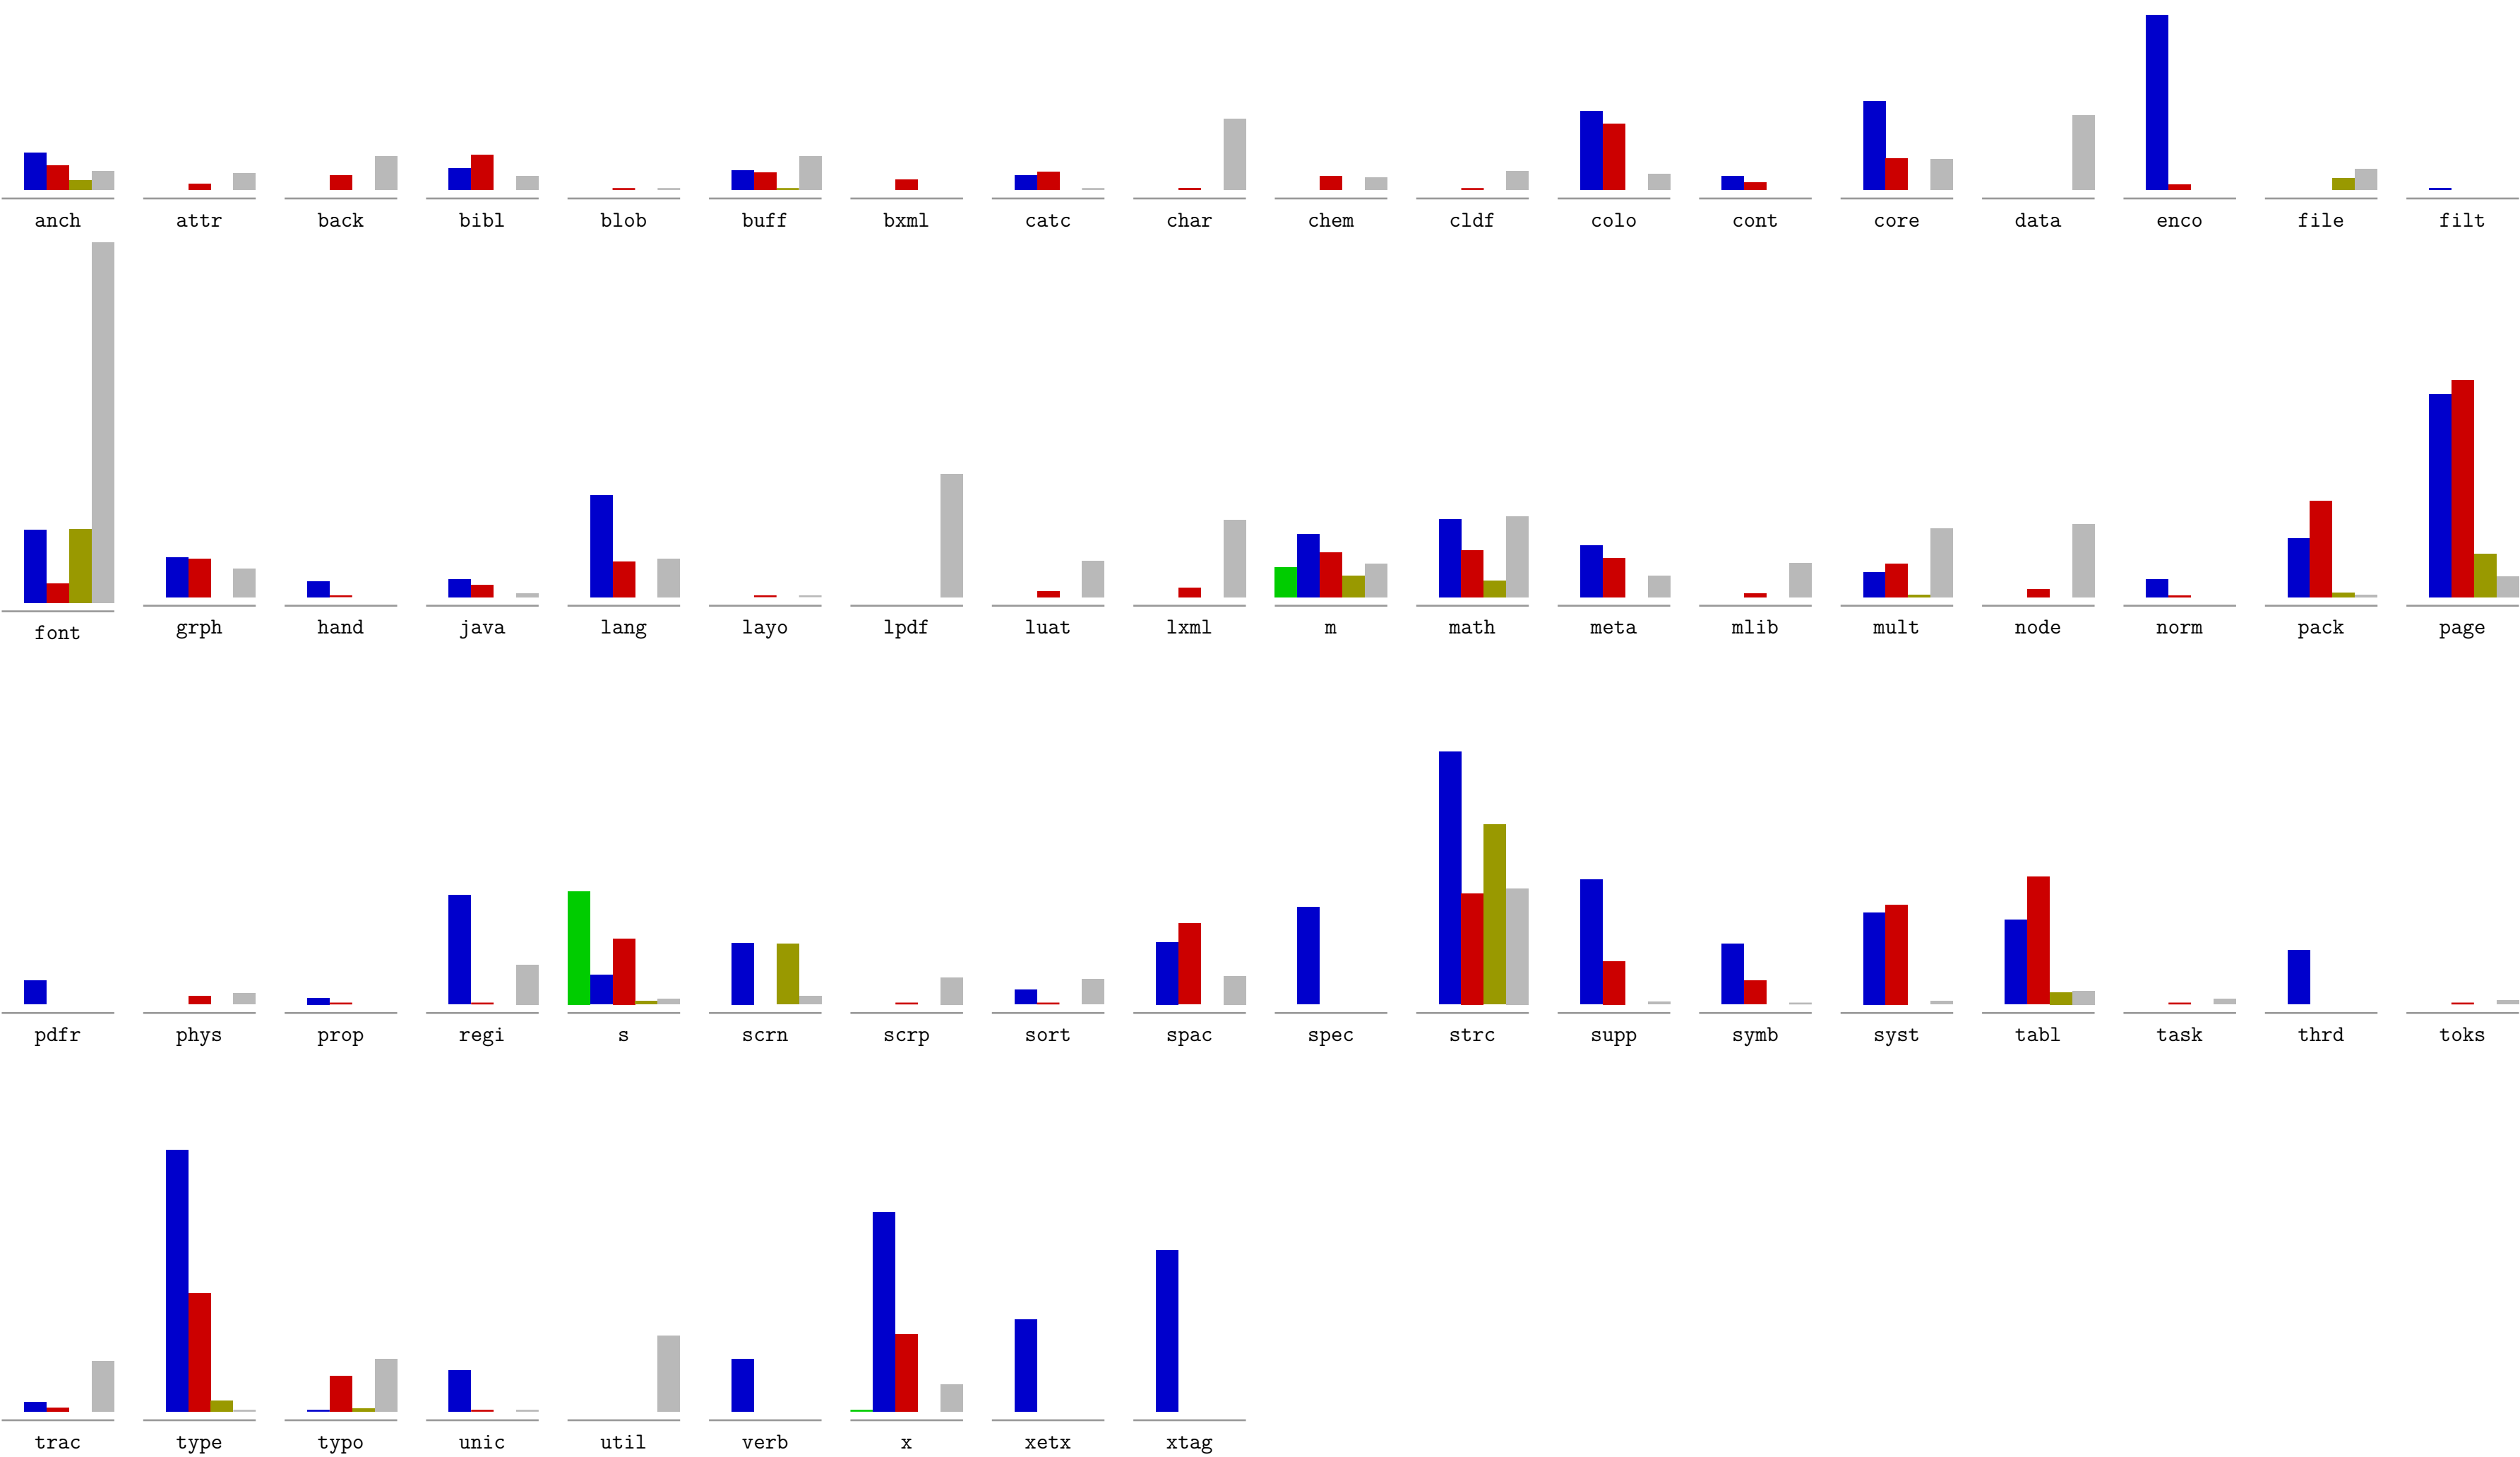 anch attr back bibl blob buff bxml catc char chem cldf colo cont core data enco file filt
font grph hand java lang layo lpdf luat lxml m math meta mlib mult node norm pack page
pdfr phys prop regi s scrn scrp sort spac spec strc supp symb syst tabl task thrd toks
trac type typo unic util verb x xetx xtag